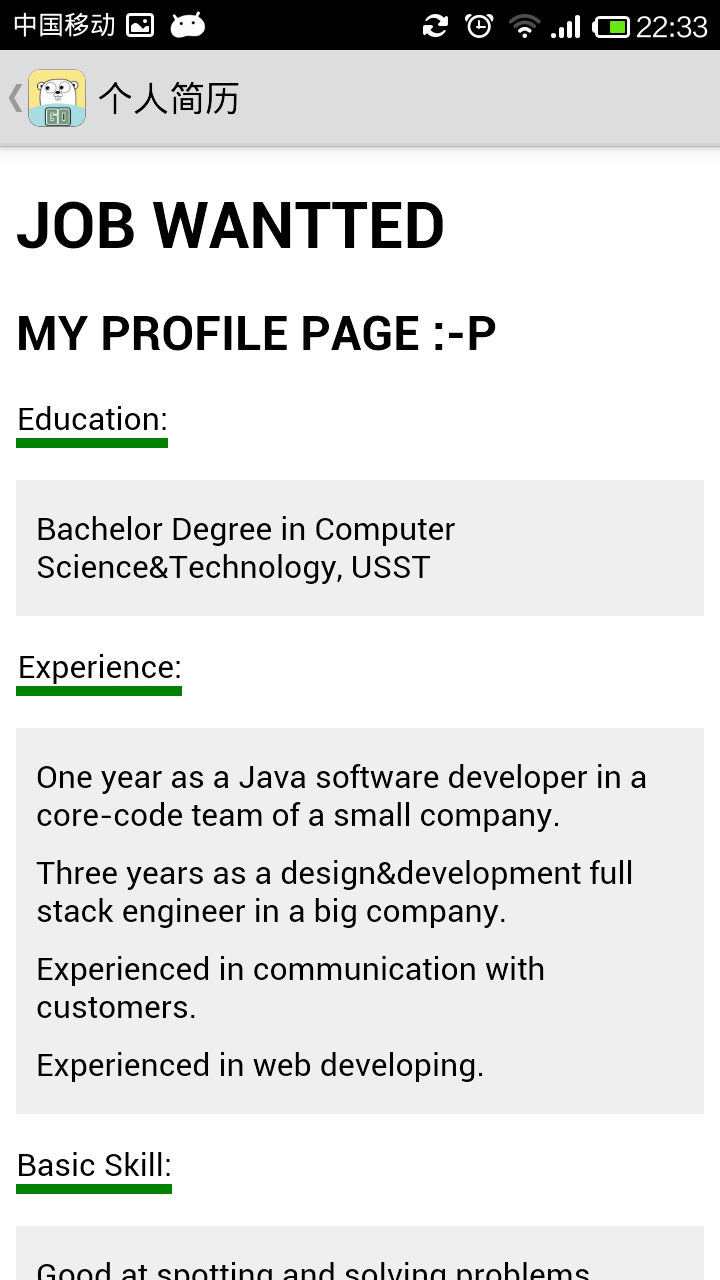 中国移动 22:33
GO
个人简历
JOB WANTTED
MY PROFILE PAGE :-P
Education:
Bachelor Degree in Computer
Science&Technology, USST
Experience:
One year as a Java software developer in a
core-code team of a small company.
Three years as a design&development full
stack engineer in a big company.
Experienced in communication with
customers.
Experienced in web developing.
Basic Skill:
Good at spotting and solving problems